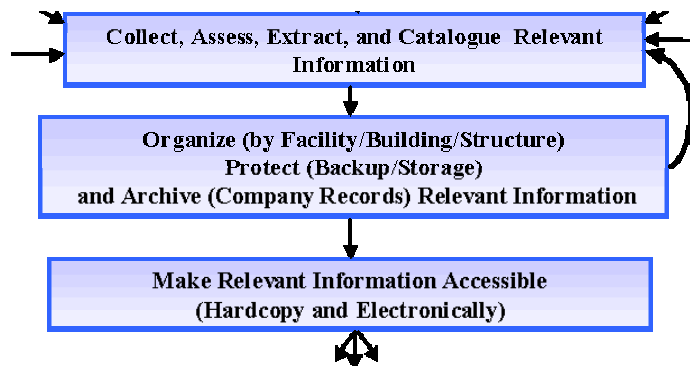 Collect, Assess, Extract, and Catalogue Relevant
Information
Organize (by Facility/Building/Structure)
Protect (Backup/Storage)
and Archive (Company Records) Relevant Information
Make Relevant Information Accessible
(Hardcopy and Electronically)